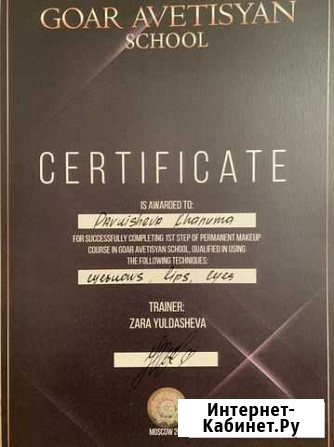 GOAR AVETISYAN
SCHOOL
CERTIFICATE
IS AWARDED TO:
FOR SUCCESSFULLY COMPLETING 1ST STEP OF PERMANENT MAKEUP
COURSE IN GOAR AVETISYAN SCHOOL, QUALIFIED IN USING
THE FOLLOWING TECHNIQUES:
eyebrows, lips, eyes
TRAINER:
ZARA YULDASHEVA
MOSCOW
Интернет-
Кабинет.Ру